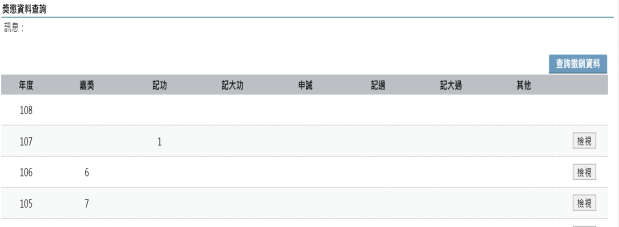 獎懲資料查詢
訊息：
查詢撤銷資料
年度 嘉獎 記功 記大功 申誡 記過 記大過 其他
108
107 1 檢視
106 6 檢視
105 7 檢視